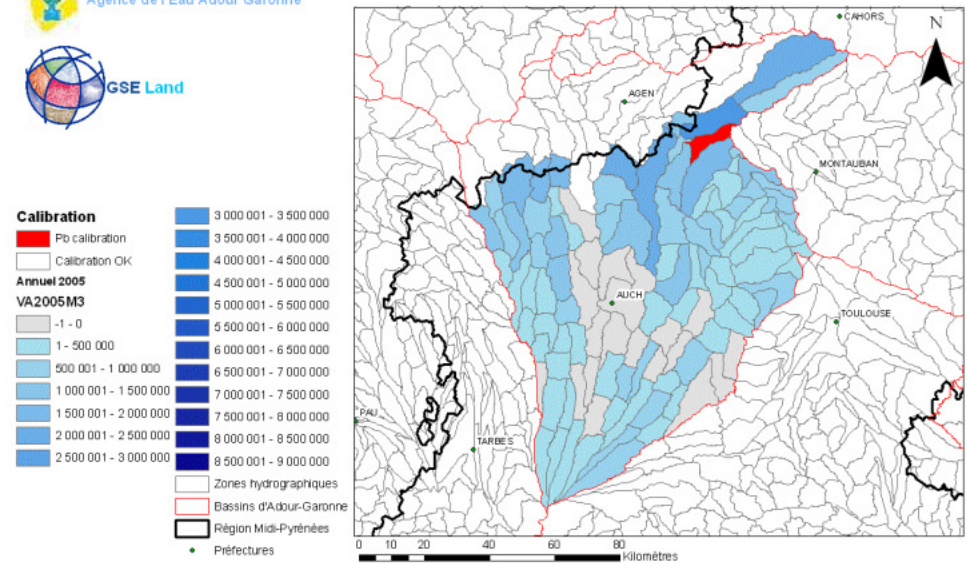 Agence de l'Eau Adour Garonne
GSE Land
Calibration
Pb calibration
Calibration OK
Annuel 2005
VA2005M3
-1 - 0
1 - 500 000
500 001 - 1 000 000
1 000 001 - 1 500 000
1 500 001 - 2 000 000
2 000 001 - 2 500 000
2 500 001 - 3 000 000
3 000 001 - 3 500 000
3 500 001 - 4 000 000
4 000 001 - 4 500 000
4 500 001 - 5 000 000
5 000 001 - 5 500 000
5 500 001 - 6 000 000
6 000 001 - 6 500 000
6 500 001 - 7 000 000
7 000 001 - 7 500 000
7 500 001 - 8 000 000
8 000 001 - 8 500 000
8 500 001 - 9 000 000
Zones hydrographiques
Bassins d'Adour-Garonne
Région Midi-Pyrénées
Préfectures
CAHORS
N
AGEN
MONTAUBAN
AUCH
TOULOUSE
PAU
TARBES
0 10 20 40 60 80
Kilomètres